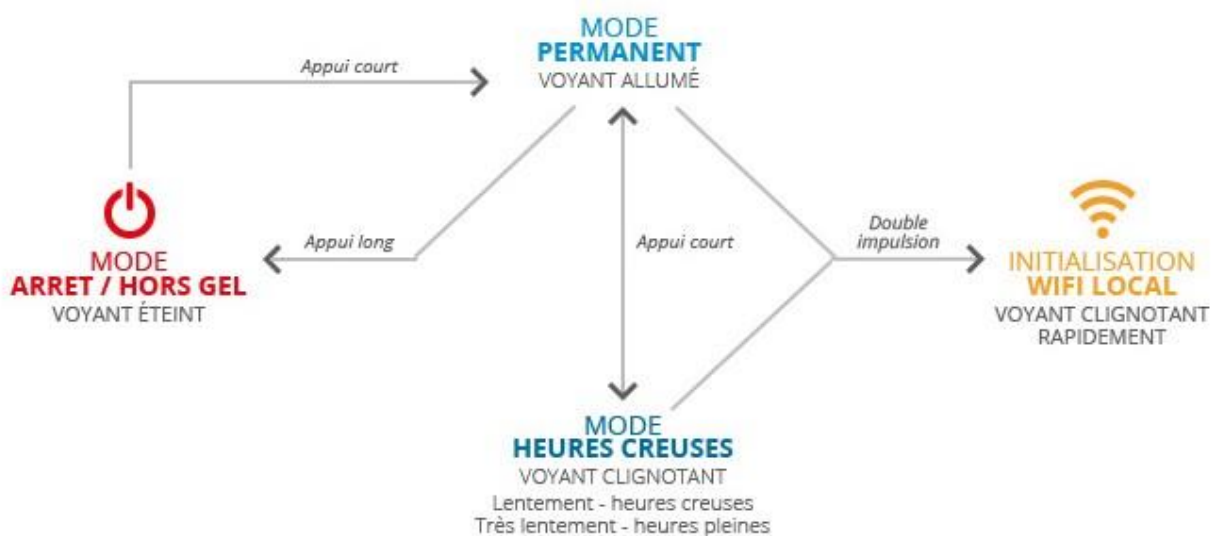 MODE
PERMANENT
VOYANT ALLUMÉ
Appui court
Appui long
MODE
ARRET / HORS GEL
VOYANT ÉTEINT
Appui court
Double
impulsion
INITIALISATION
WIFI LOCAL
VOYANT CLIGNOTANT
RAPIDEMENT
MODE
HEURES CREUSES
VOYANT CLIGNOTANT
Lentement - heures creuses
Très lentement - heures pleines